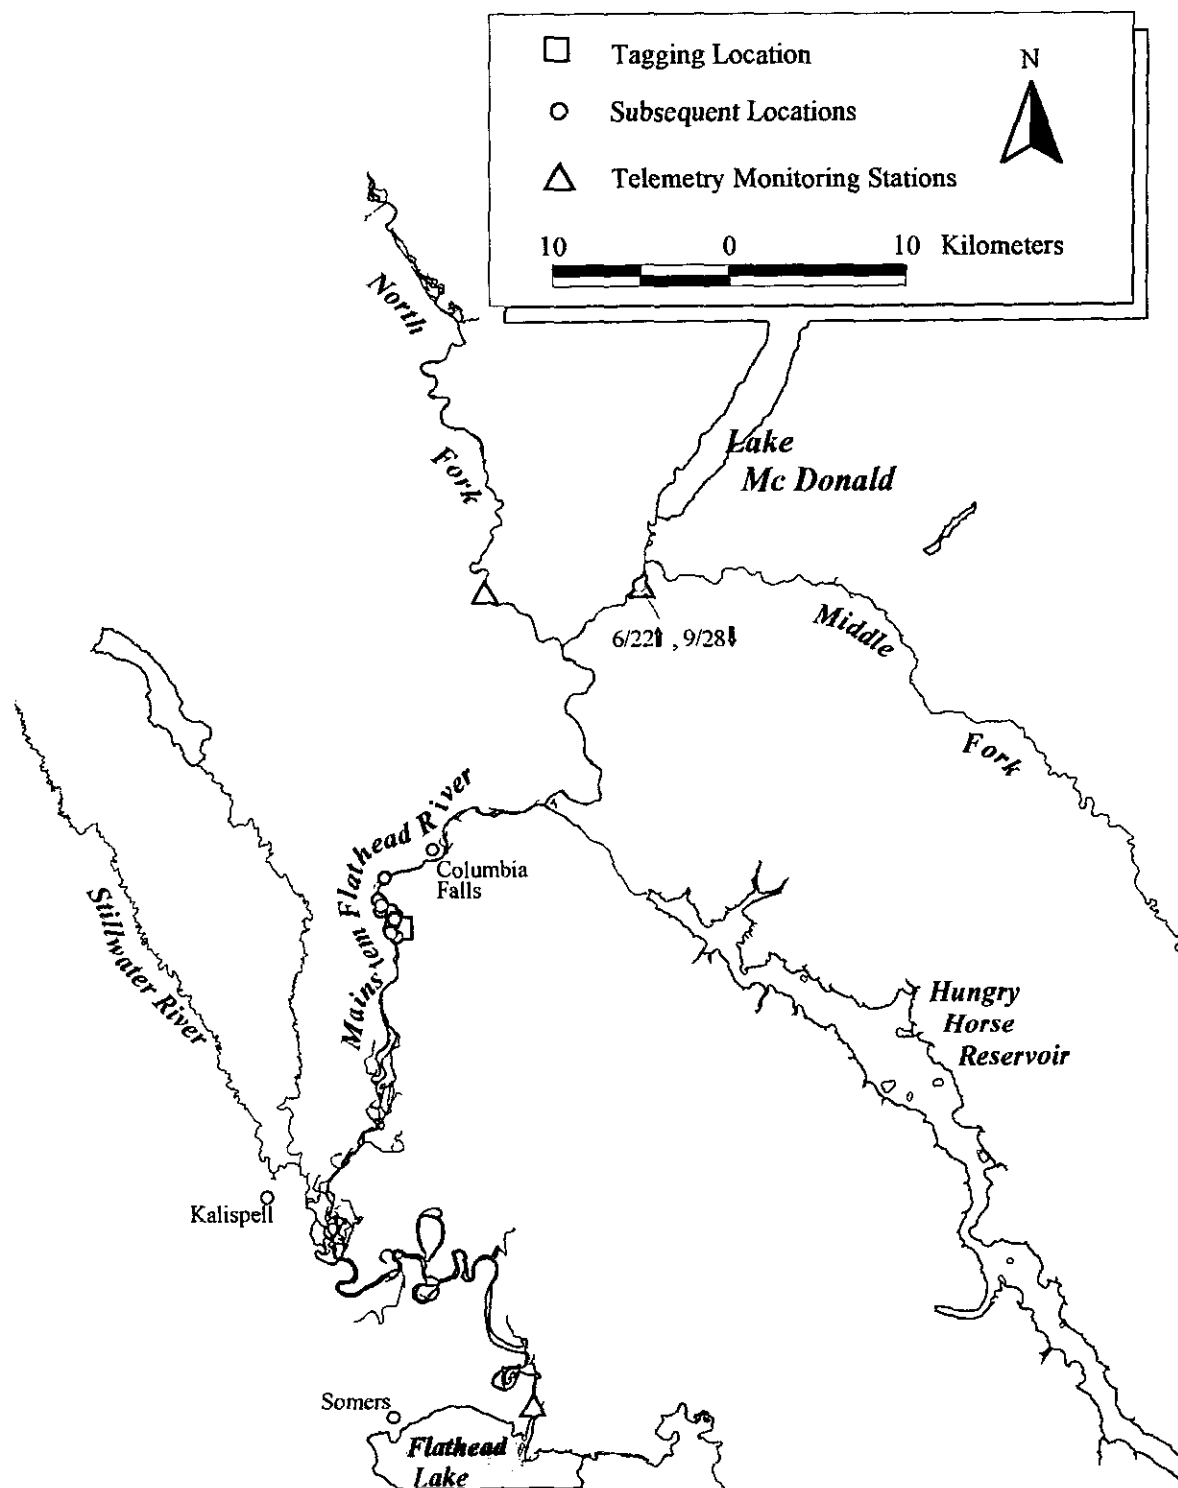 Tagging Location
N
Subsequent Locations
Telemetry Monitoring Stations
10 0 10 Kilometers
North
Fork
Lake
Mc Donald
6/22⬆ , 9/28⬇
Middle
Fork
Mainstem Flathead River
Columbia
Falls
Stillwater River
Hungry
Horse
Reservoir
Kalispell
Somers
Flathead
Lake